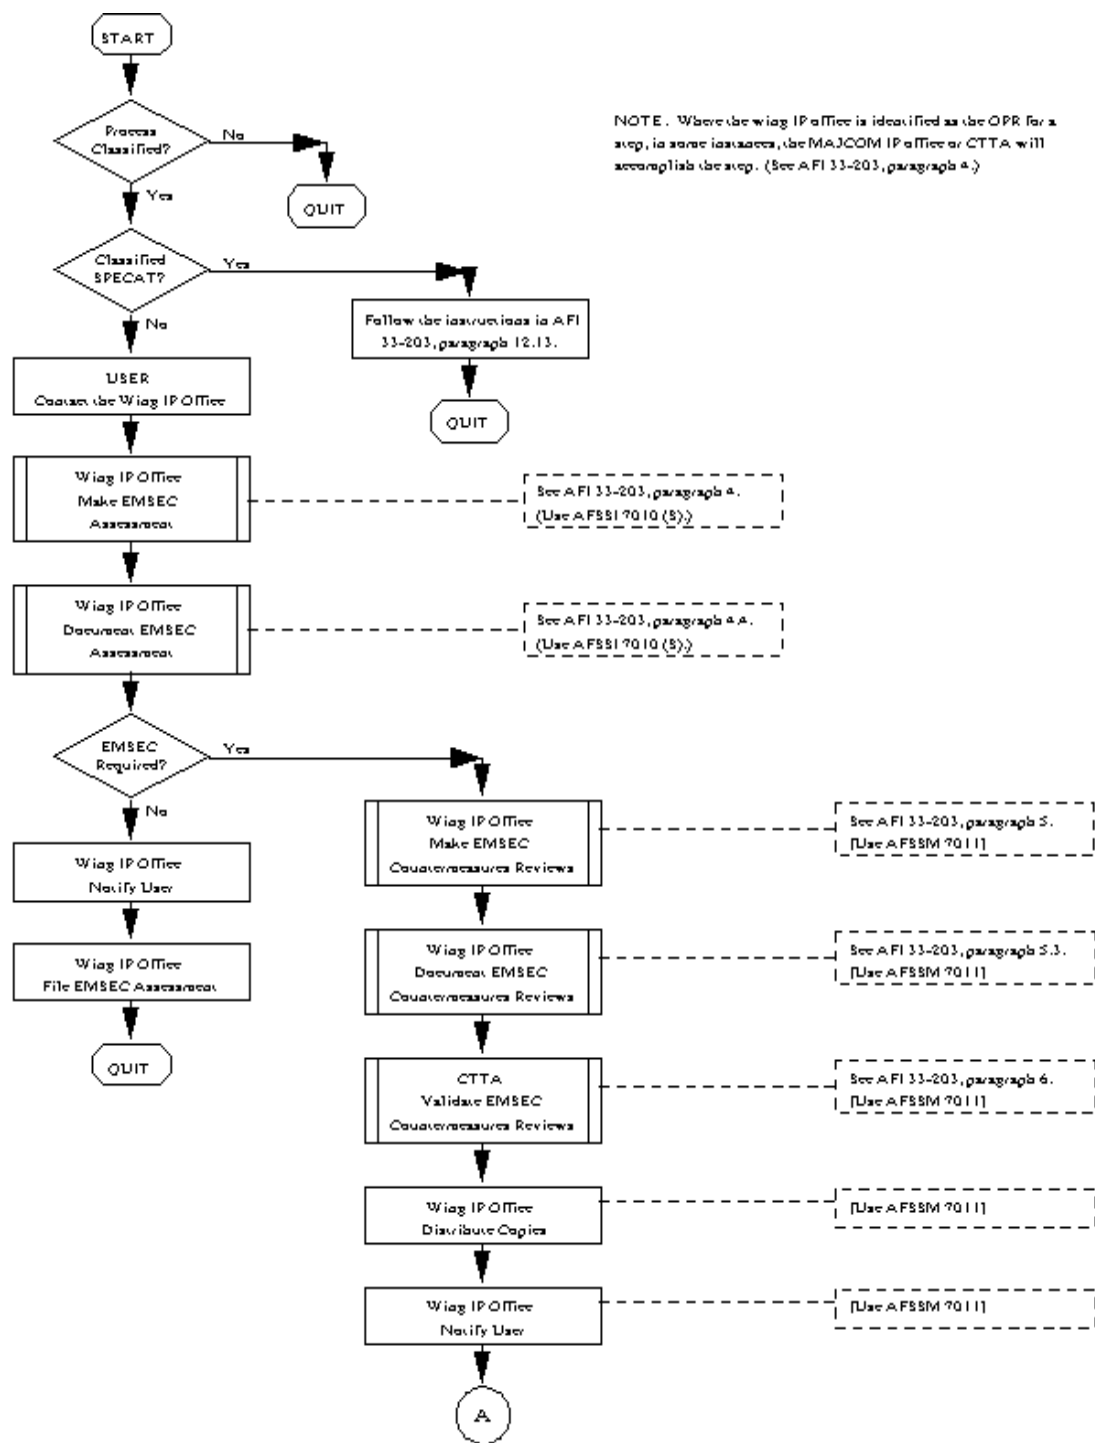 START
Process
Classified?
No
NOTE. Where the wing IP office is identified as the OPR for a
step, in some instances, the MAJCOM IP office or CTTA will
accomplish the step. (See AFI 33-203, paragraph 4.)
Yes
QUIT
Classified
SPECAT?
Yes
No
Follow the instructions in AFI
33-203, paragraph 12.13.
QUIT
USER
Contact the Wing IP Office
Wing IP Office
Make EMSEC
Assessment
See AFI 33-203, paragraph 4.
(Use AFSSI 7010 (S).)
Wing IP Office
Document EMSEC
Assessment
See AFI 33-203, paragraph 4.4.
(Use AFSSI 7010 (S).)
EMSEC
Required?
Yes
No
Wing IP Office
Notify User
Wing IP Office
File EMSEC Assessment
QUIT
Wing IP Office
Make EMSEC
Countermeasures Reviews
See AFI 33-203, paragraph 5.
[Use AFSSM 7011]
Wing IP Office
Document EMSEC
Countermeasures Reviews
See AFI 33-203, paragraph 5.3.
[Use AFSSM 7011]
CTTA
Validate EMSEC
Countermeasures Reviews
See AFI 33-203, paragraph 6.
[Use AFSSM 7011]
Wing IP Office
Distribute Copies
[Use AFSSM 7011]
Wing IP Office
Notify User
[Use AFSSM 7011]
A